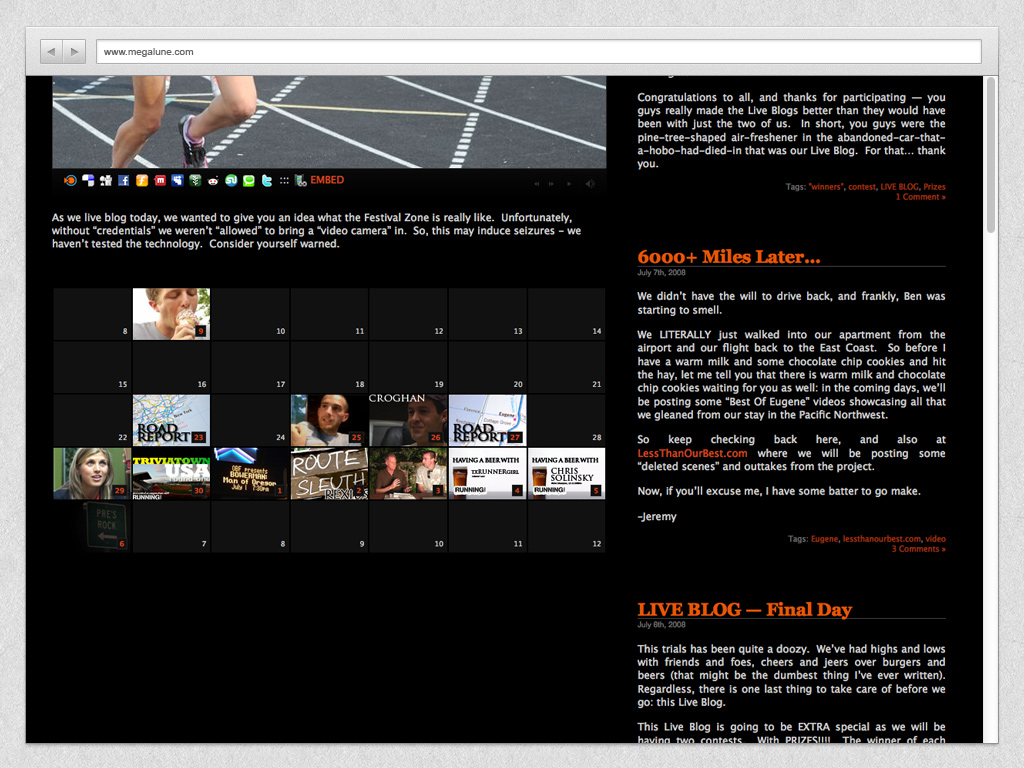 www.megalune.com
EMBED
As we live blog today, we wanted to give you an idea what the Festival Zone is really like. Unfortunately,
without “credentials” we weren’t “allowed” to bring a “video camera” in. So, this may induce seizures – we
haven’t tested the technology. Consider yourself warned.
8 9 10 11 12 13 14
15 16 17 18 19 20 21
New York
CROGHAN
Eugene
Cottage Grove
ROAD
REPORT
ROAD
REPORT
22 23 24 25 26 27 28
TRIVIATOWN
USA
RUNNING!
OBF presents
BOWERMAN:
Man of Oregon
July 1 7:30pm
ROUTE
SLEUTH
HAVING A BEER WITH
RUNNING!
HAVING A BEER WITH
CHRIS
SOLINSKY
RUNNING!
29 30 1 2 3 4 5
PRE'S
ROCK
6 7 8 9 10 11 12
Congratulations to all, and thanks for participating — you
guys really made the Live Blogs better than they would have
been with just the two of us. In short, you guys were the
pine-tree-shaped air-freshener in the abandoned-car-that-
a-hobo-had-died-in that was our Live Blog. For that... thank
you.
Tags: "winners", contest, LIVE BLOG, Prizes
1 Comment »
6000+ Miles Later...
July 7th, 2008
We didn’t have the will to drive back, and frankly, Ben was
starting to smell.
We LITERALLY just walked into our apartment from the
airport and our flight back to the East Coast. So before I
have a warm milk and some chocolate chip cookies and hit
the hay, let me tell you that there is warm milk and chocolate
chip cookies waiting for you as well: in the coming days, we’ll
be posting some “Best Of Eugene” videos showcasing all that
we gleaned from our stay in the Pacific Northwest.
So keep checking back here, and also at
LessThanOurBest.com where we will be posting some
“deleted scenes” and outtakes from the project.
Now, if you’ll excuse me, I have some batter to go make.
–Jeremy
Tags: Eugene, lessthanourbest.com, video
3 Comments »
LIVE BLOG — Final Day
July 6th, 2008
This trials has been quite a doozy. We’ve had highs and lows
with friends and foes, cheers and jeers over burgers and
beers (that might be the dumbest thing I’ve ever written).
Regardless, there is one last thing to take care of before we
go: this Live Blog.
This Live Blog is going to be EXTRA special as we will be
having two contests. With PRIZES!!!! The winner of each